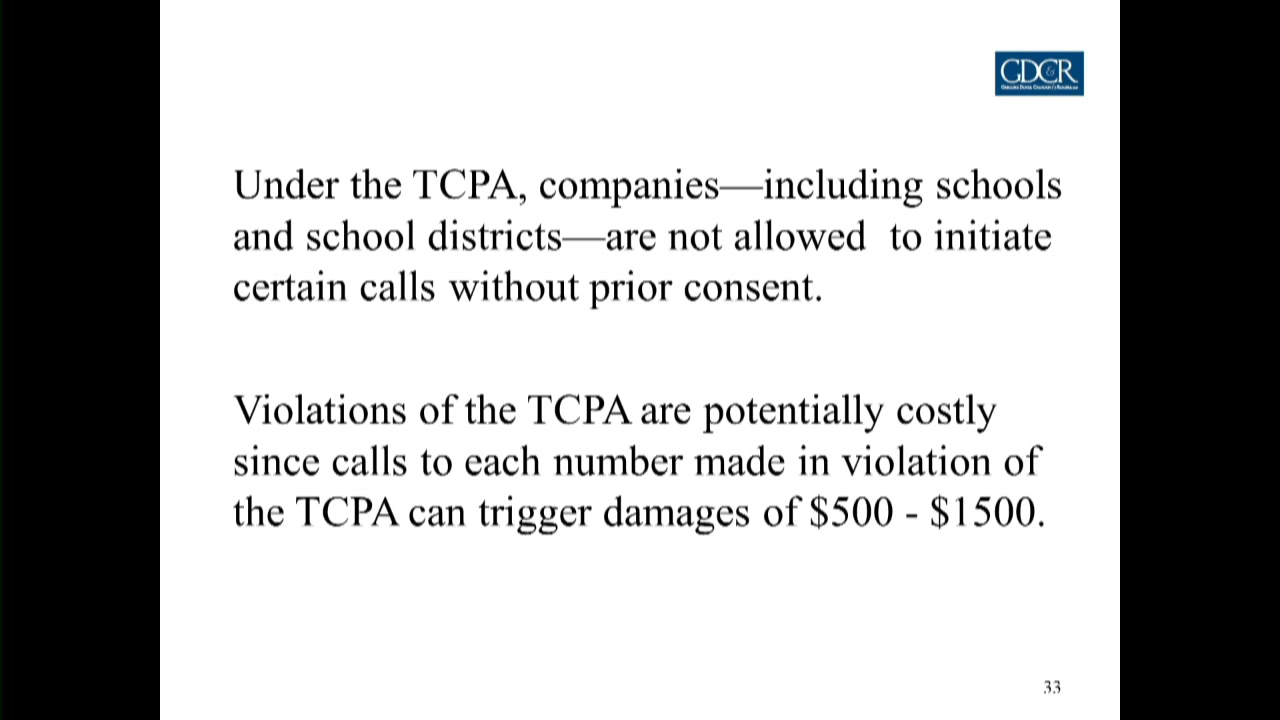 GDC&R
Under the TCPA, companies—including schools
and school districts—are not allowed  to initiate
certain calls without prior consent.
Violations of the TCPA are potentially costly
since calls to each number made in violation of
the TCPA can trigger damages of $500 - $1500.
33